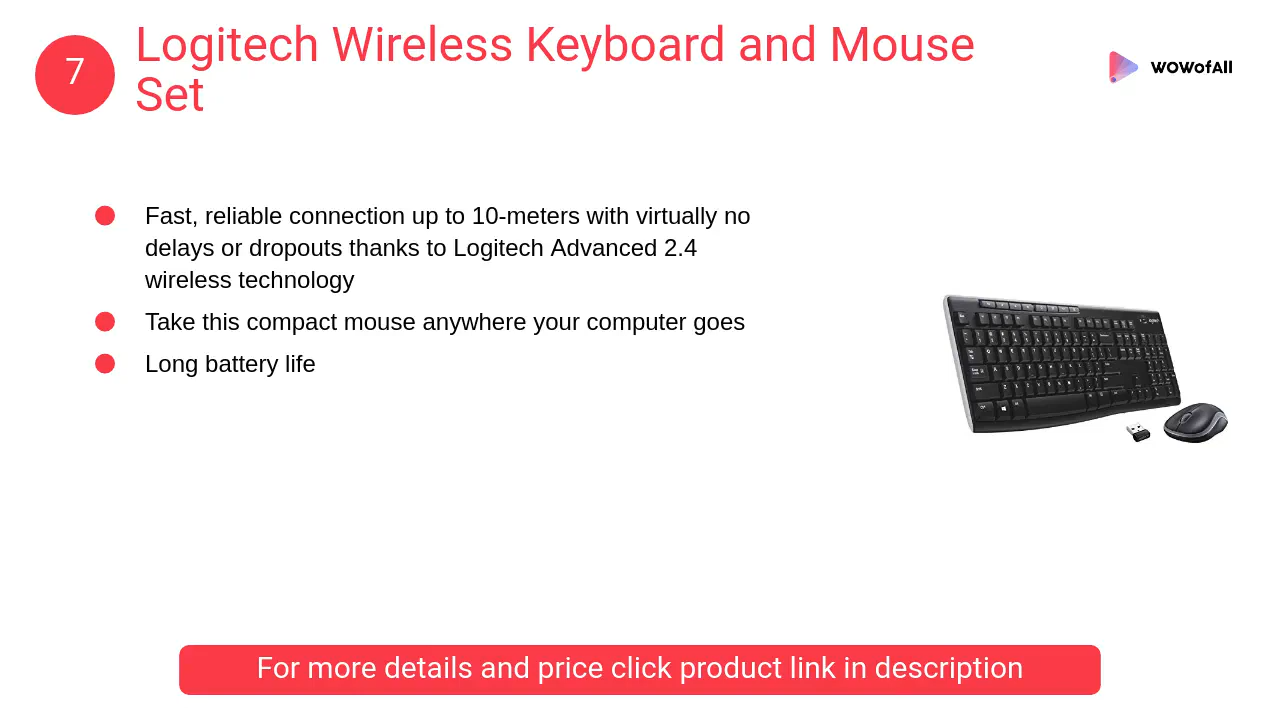 7
Logitech Wireless Keyboard and Mouse
Set
WOWofAll
Fast, reliable connection up to 10-meters with virtually no
delays or dropouts thanks to Logitech Advanced 2.4
wireless technology
Take this compact mouse anywhere your computer goes
Long battery life
For more details and price click product link in description